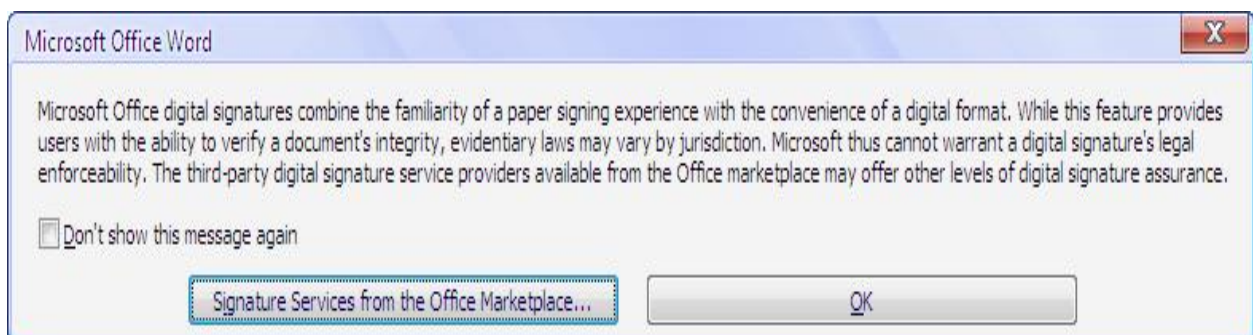 Microsoft Office Word
X
Microsoft Office digital signatures combine the familiarity of a paper signing experience with the convenience of a digital format. While this feature provides
users with the ability to verify a document's integrity, evidentiary laws may vary by jurisdiction. Microsoft thus cannot warrant a digital signature's legal
enforceability. The third-party digital signature service providers available from the Office marketplace may offer other levels of digital signature assurance.
Don't show this message again
Signature Services from the Office Marketplace... OK